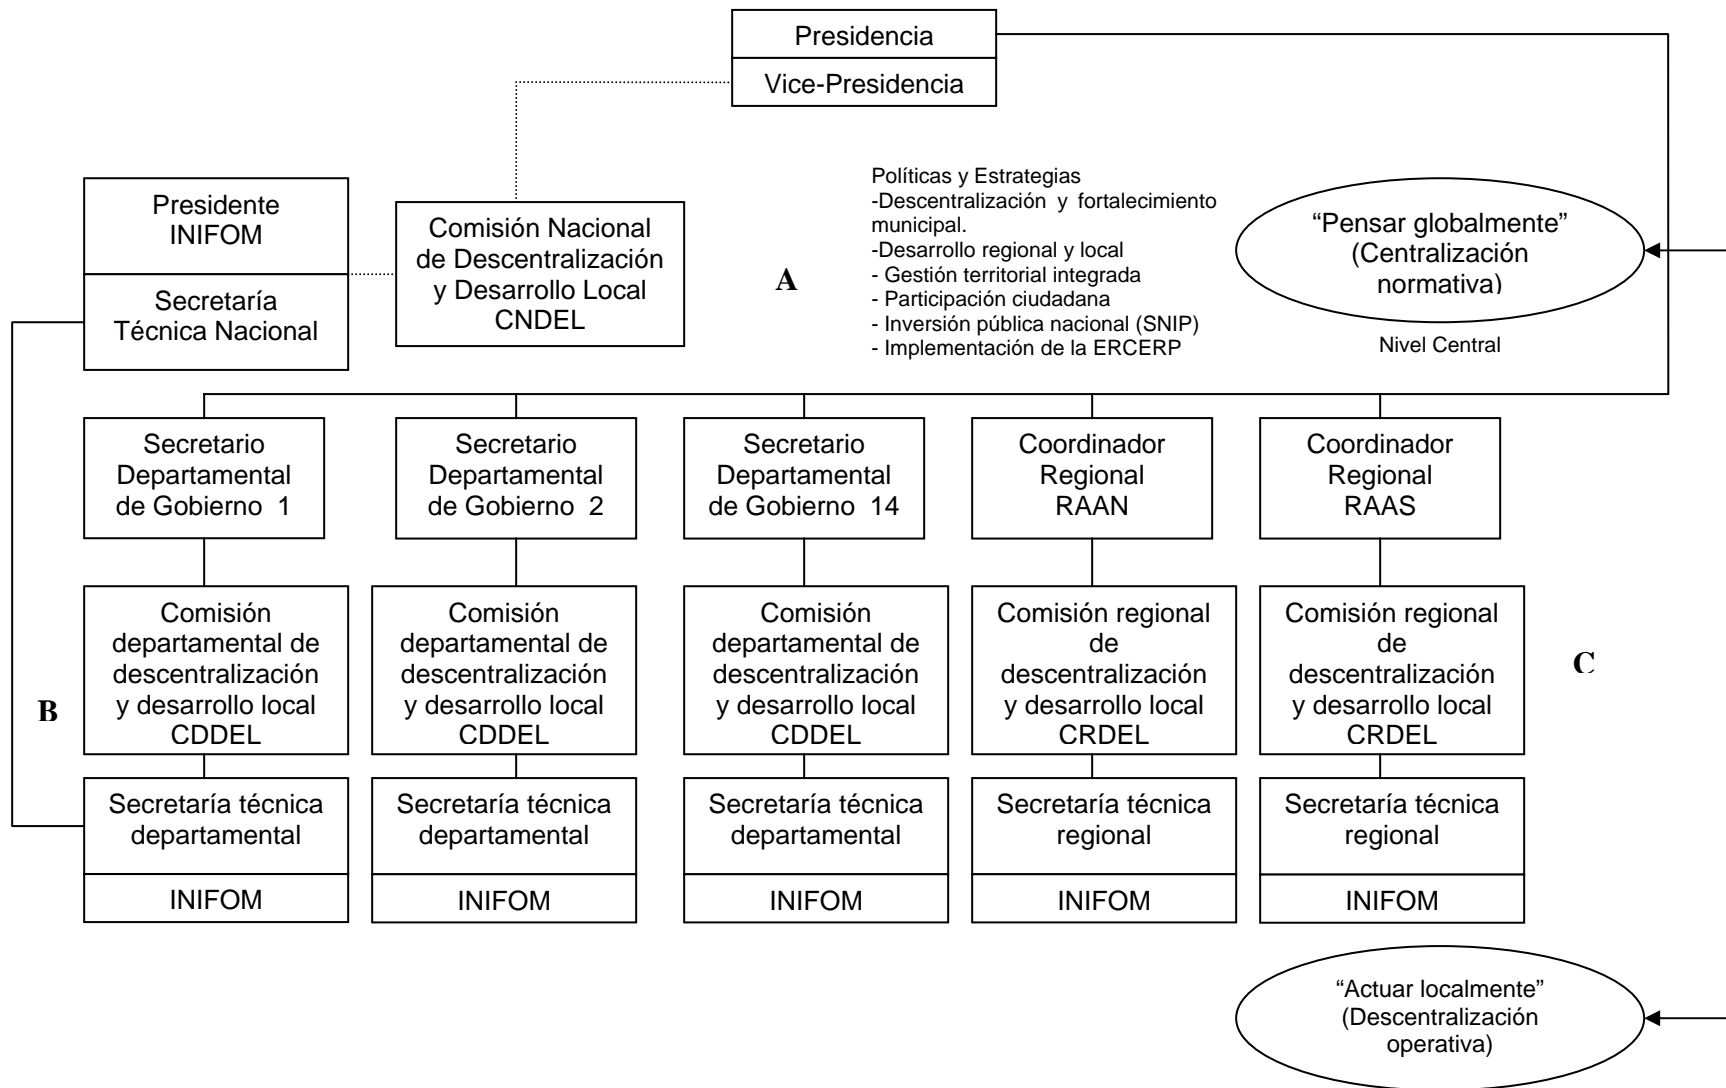 Presidencia
Vice-Presidencia
Presidente
INIFOM
Secretaría
Técnica Nacional
Comisión Nacional
de Descentralización
y Desarrollo Local
CNDEL
A
Políticas y Estrategias
-Descentralización y fortalecimiento
municipal.
-Desarrollo regional y local
- Gestión territorial integrada
- Participación ciudadana
- Inversión pública nacional (SNIP)
- Implementación de la ERCERP
“Pensar globalmente”
(Centralización
normativa)
Nivel Central
Secretario
Departamental
de Gobierno 1
Secretario
Departamental
de Gobierno 2
Secretario
Departamental
de Gobierno 14
Coordinador
Regional
RAAN
Coordinador
Regional
RAAS
B
Comisión
departamental de
descentralización
y desarrollo local
CDDEL
Comisión
departamental de
descentralización
y desarrollo local
CDDEL
Comisión
departamental de
descentralización
y desarrollo local
CDDEL
Comisión regional
de
descentralización
y desarrollo local
CRDEL
Comisión regional
de
descentralización
y desarrollo local
CRDEL
C
Secretaría técnica
departamental
INIFOM
Secretaría técnica
departamental
INIFOM
Secretaría técnica
departamental
INIFOM
Secretaría técnica
regional
INIFOM
Secretaría técnica
regional
INIFOM
“Actuar localmente”
(Descentralización
operativa)